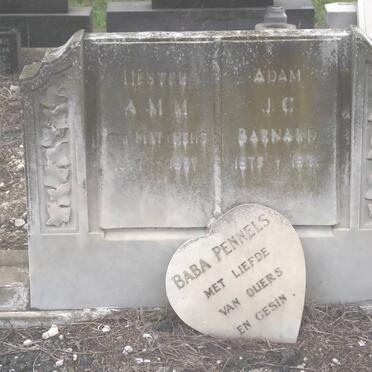 HESTER
A.M.M.
ADAM
J.C.
BARNARD
BABA PENNELS
MET LIEFDE
VAN OUERS
EN GESIN